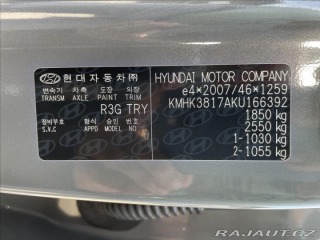 현대자동차(주)
변속기 차축 도장 의장
TRANSM AXLE PAINT TRIM
R3G TRY
정비부호 형식 승인 번호
S.V.C APPD MODEL NO
HYUNDAI MOTOR COMPANY
e4*2007/46*1259
KMHK3817AKU166392
1850 kg
2550 kg
1-1030 kg
2-1055 kg
RAJAUT.CZ